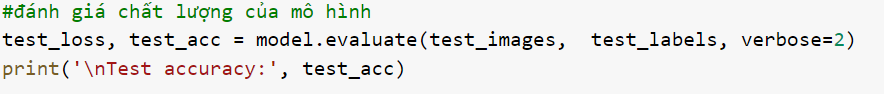 #đánh giá chất lượng của mô hình
test_loss, test_acc = model.evaluate(test_images,  test_labels, verbose=2)
print('\nTest accuracy:', test_acc)